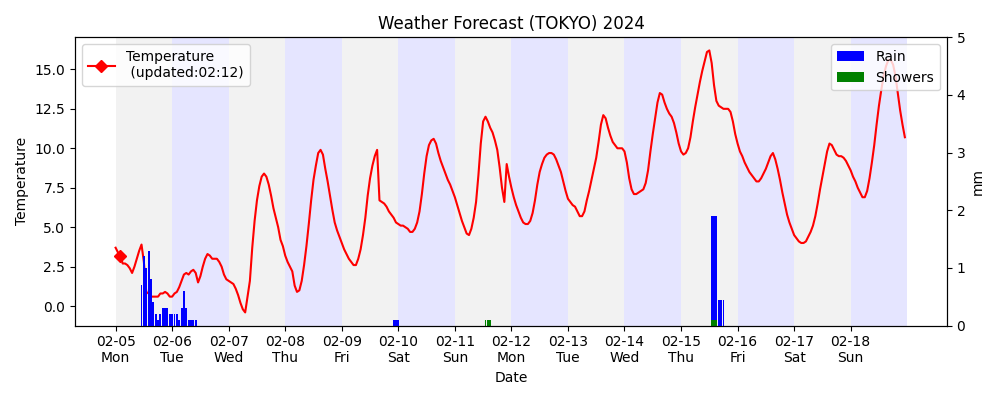 Weather Forecast (TOKYO) 2024
Temperature
(updated:02:12)
Rain
Showers
Temperature
15.0
12.5
10.0
7.5
5.0
2.5
0.0
5
4
3
2
1
0
mm
02-05 02-06 02-07 02-08 02-09 02-10 02-11 02-12 02-13 02-14 02-15 02-16 02-17 02-18
Mon Tue Wed Thu Fri Sat Sun Mon Tue Wed Thu Fri Sat Sun
Date